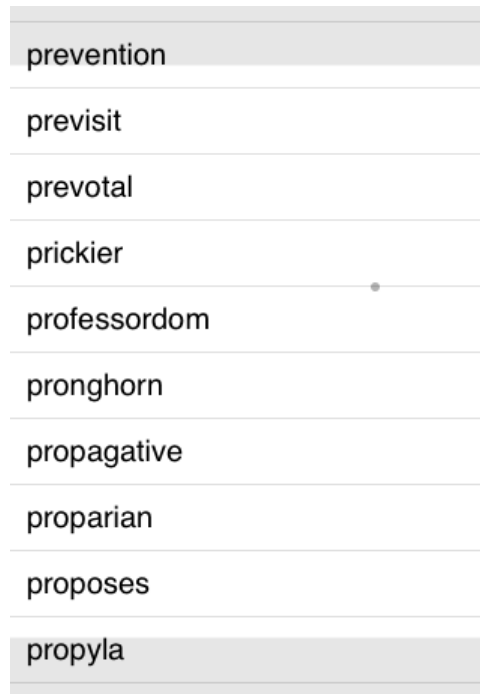 prevention
previsit
prevotal
prickier
professordom
pronghorn
propagative
proparian
proposes
propyla